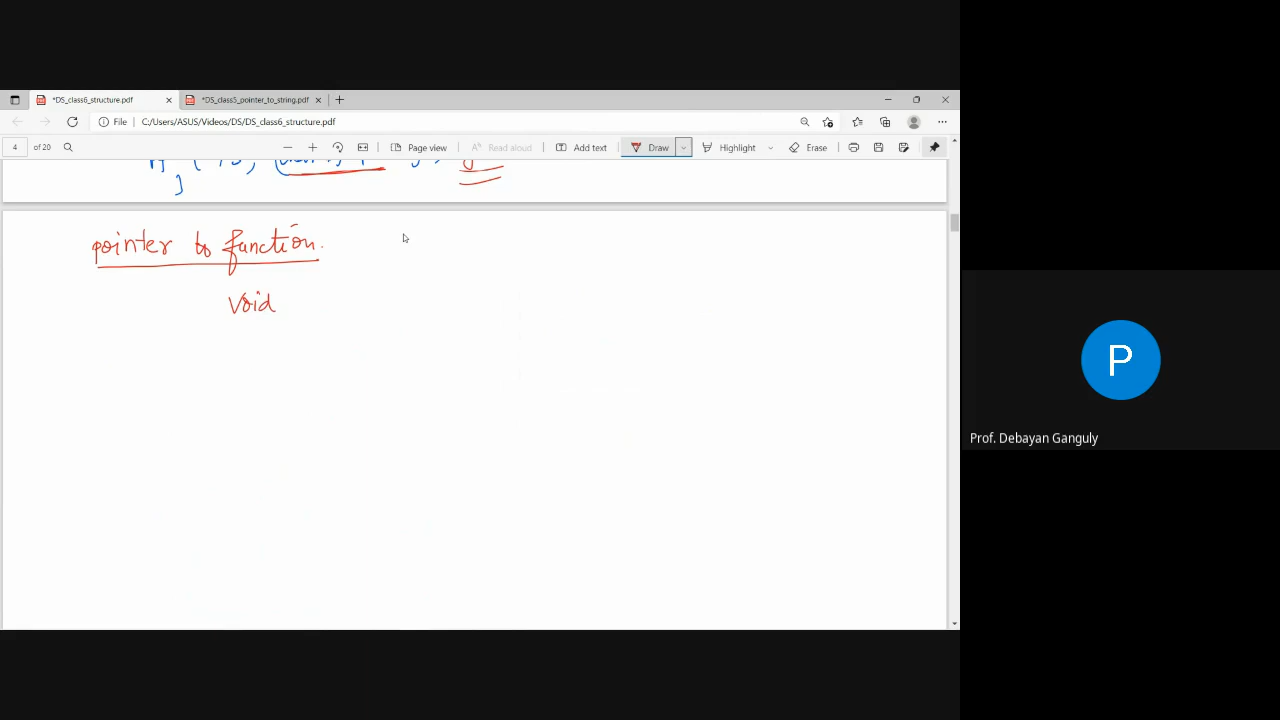 *DS_class6_structure.pdf
*DS_class5_pointer_to_string.pdf
File
C:/Users/ASUS/Videos/DS/DS_class6_structure.pdf
4 of 20
Page view
Read aloud
Add text
Draw
Highlight
Erase
pointer to function.
void
P
Prof. Debayan Ganguly